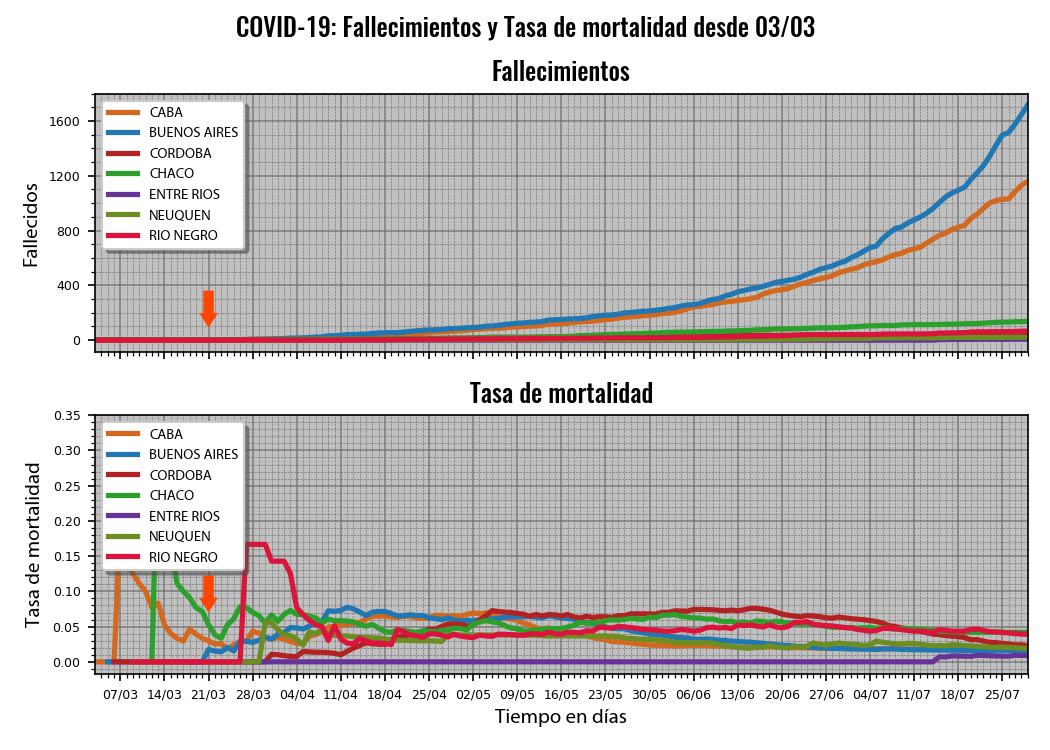 COVID-19: Fallecimientos y Tasa de mortalidad desde 03/03
Fallecimientos
Fallecidos
1600
1200
800
400
0
CABA
BUENOS AIRES
CORDOBA
CHACO
ENTRE RIOS
NEUQUEN
RIO NEGRO
Tasa de mortalidad
Tasa de mortalidad
0.35
0.30
0.25
0.20
0.15
0.10
0.05
0.00
CABA
BUENOS AIRES
CORDOBA
CHACO
ENTRE RIOS
NEUQUEN
RIO NEGRO
07/03 14/03 21/03 28/03 04/04 11/04 18/04 25/04 02/05 09/05 16/05 23/05 30/05 06/06 13/06 20/06 27/06 04/07 11/07 18/07 25/07
Tiempo en días